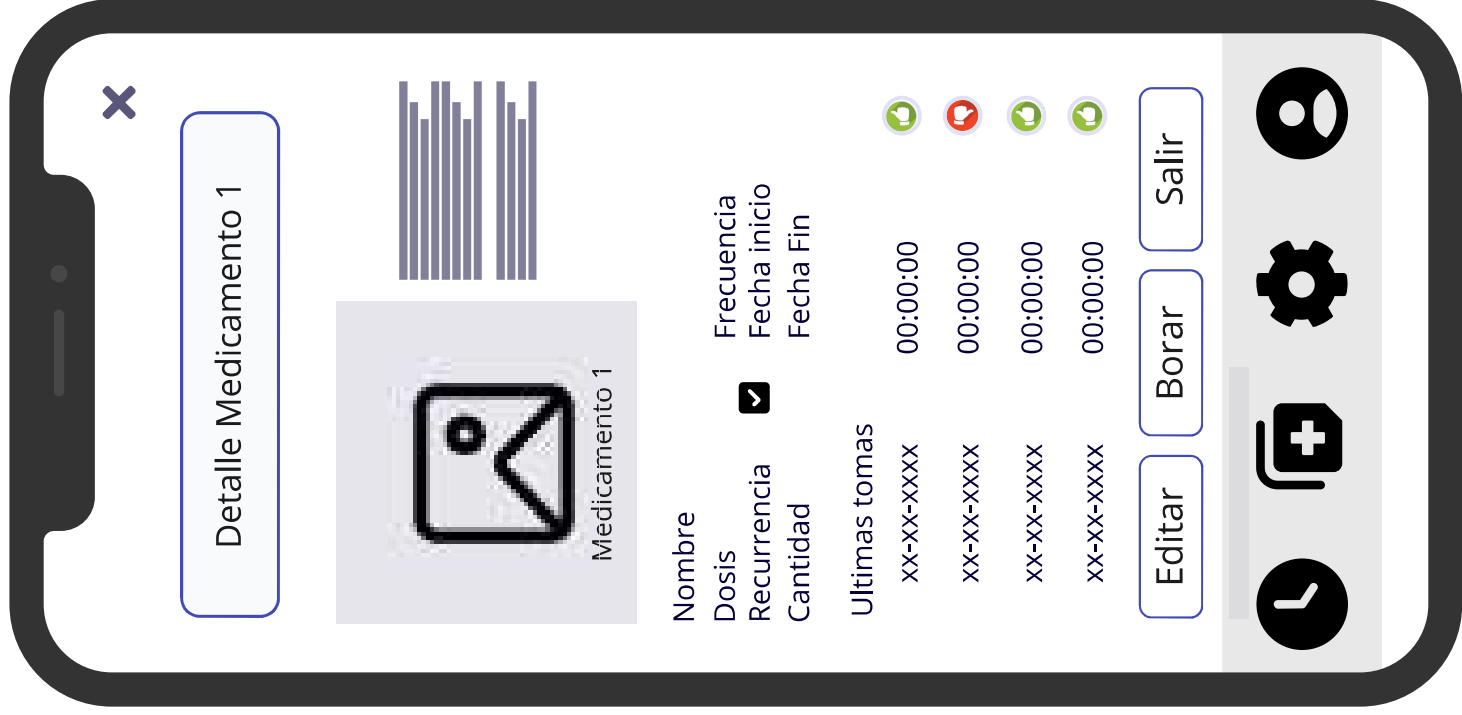 Detalle Medicamento 1
Medicamento 1
Nombre
Dosis Frecuencia
Recurrencia Fecha inicio
Cantidad Fecha Fin
Ultimas tomas
xx-xx-xxxx 00:00:00
xx-xx-xxxx 00:00:00
xx-xx-xxxx 00:00:00
xx-xx-xxxx 00:00:00
Editar Borar Salir